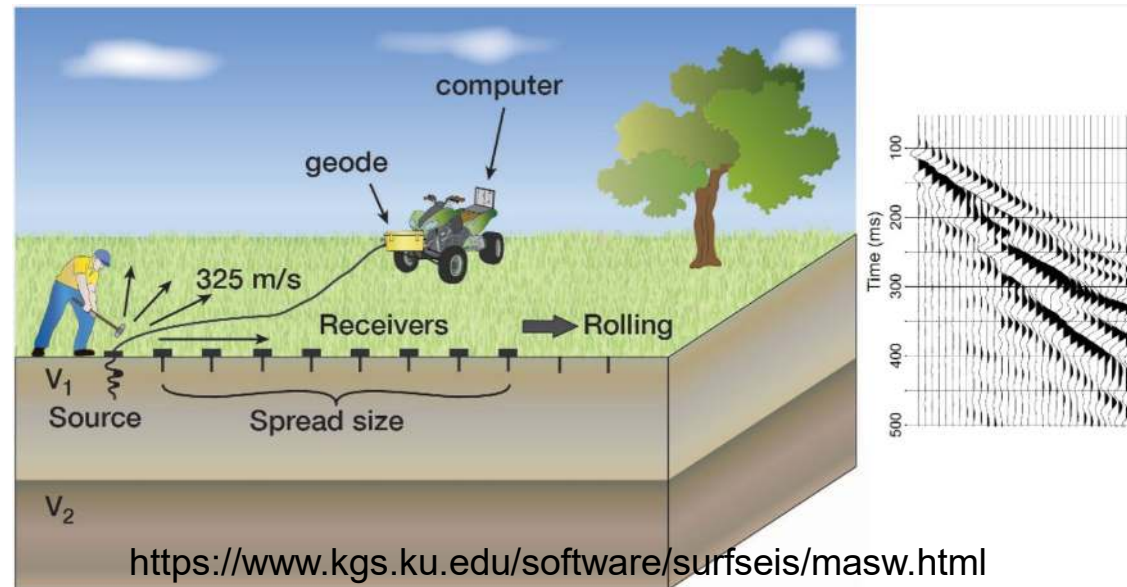 computer
geode
325 m/s
Receivers
Rolling
V1
Source
Spread size
V2
https://www.kgs.ku.edu/software/surfseis/masw.html
Time (ms)
100
200
300
400
500